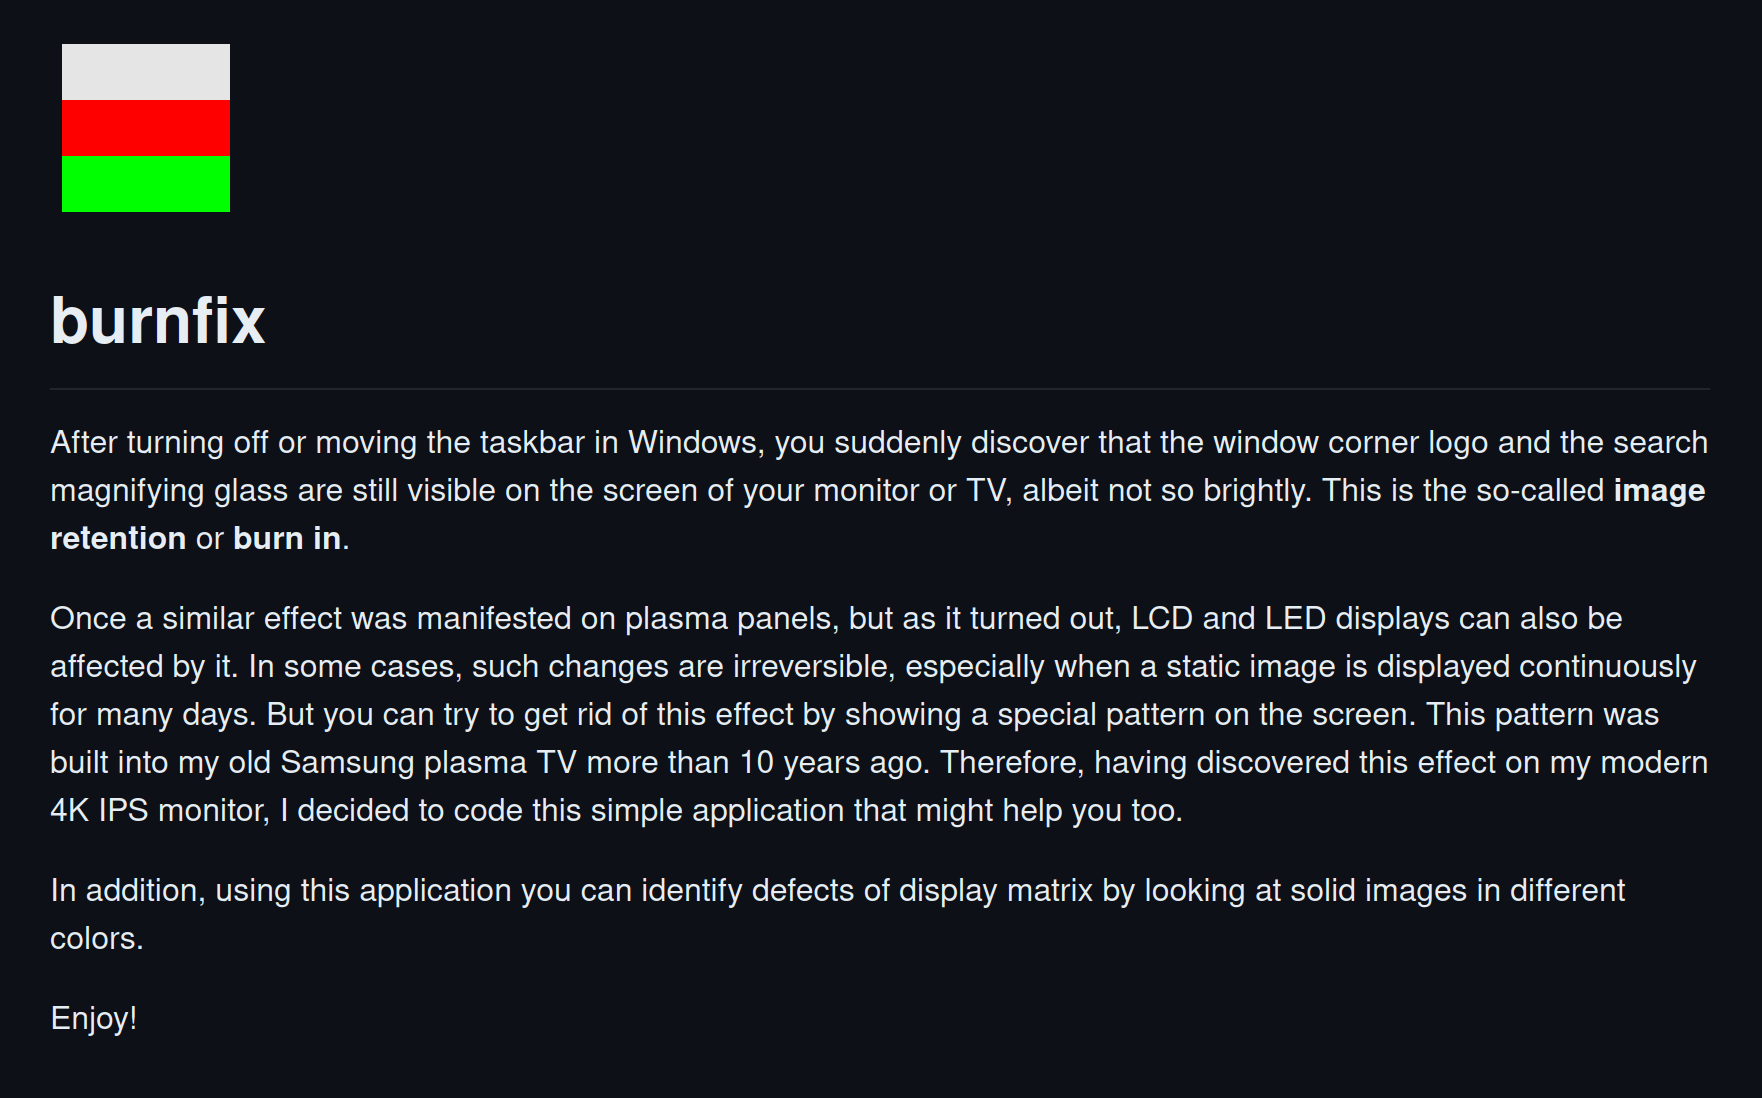 burnfix
After turning off or moving the taskbar in Windows, you suddenly discover that the window corner logo and the search
magnifying glass are still visible on the screen of your monitor or TV, albeit not so brightly. This is the so-called image
retention or burn in.
Once a similar effect was manifested on plasma panels, but as it turned out, LCD and LED displays can also be
affected by it. In some cases, such changes are irreversible, especially when a static image is displayed continuously
for many days. But you can try to get rid of this effect by showing a special pattern on the screen. This pattern was
built into my old Samsung plasma TV more than 10 years ago. Therefore, having discovered this effect on my modern
4K IPS monitor, I decided to code this simple application that might help you too.
In addition, using this application you can identify defects of display matrix by looking at solid images in different
colors.
Enjoy!